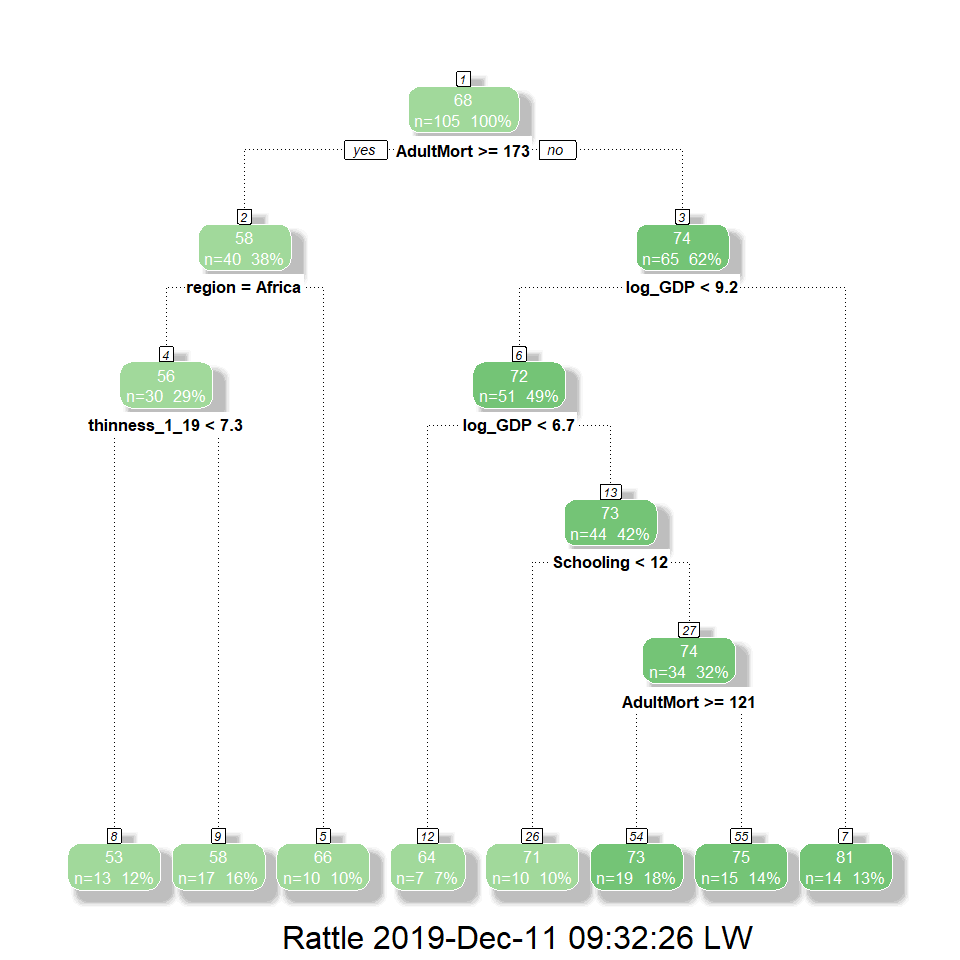 1
68
n=105 100%
yes AdultMort >= 173 no
2 3
58 74
n=40 38% n=65 62%
region = Africa log_GDP < 9.2
4 6
56 72
n=30 29% n=51 49%
thinness_1_19 < 7.3 log_GDP < 6.7
13
73
n=44 42%
Schooling < 12
27
74
n=34 32%
AdultMort >= 121
8 9 5 12 26 54 55 7
53 58 66 64 71 73 75 81
n=13 12% n=17 16% n=10 10% n=7 7% n=10 10% n=19 18% n=15 14% n=14 13%
Rattle 2019-Dec-11 09:32:26 LW